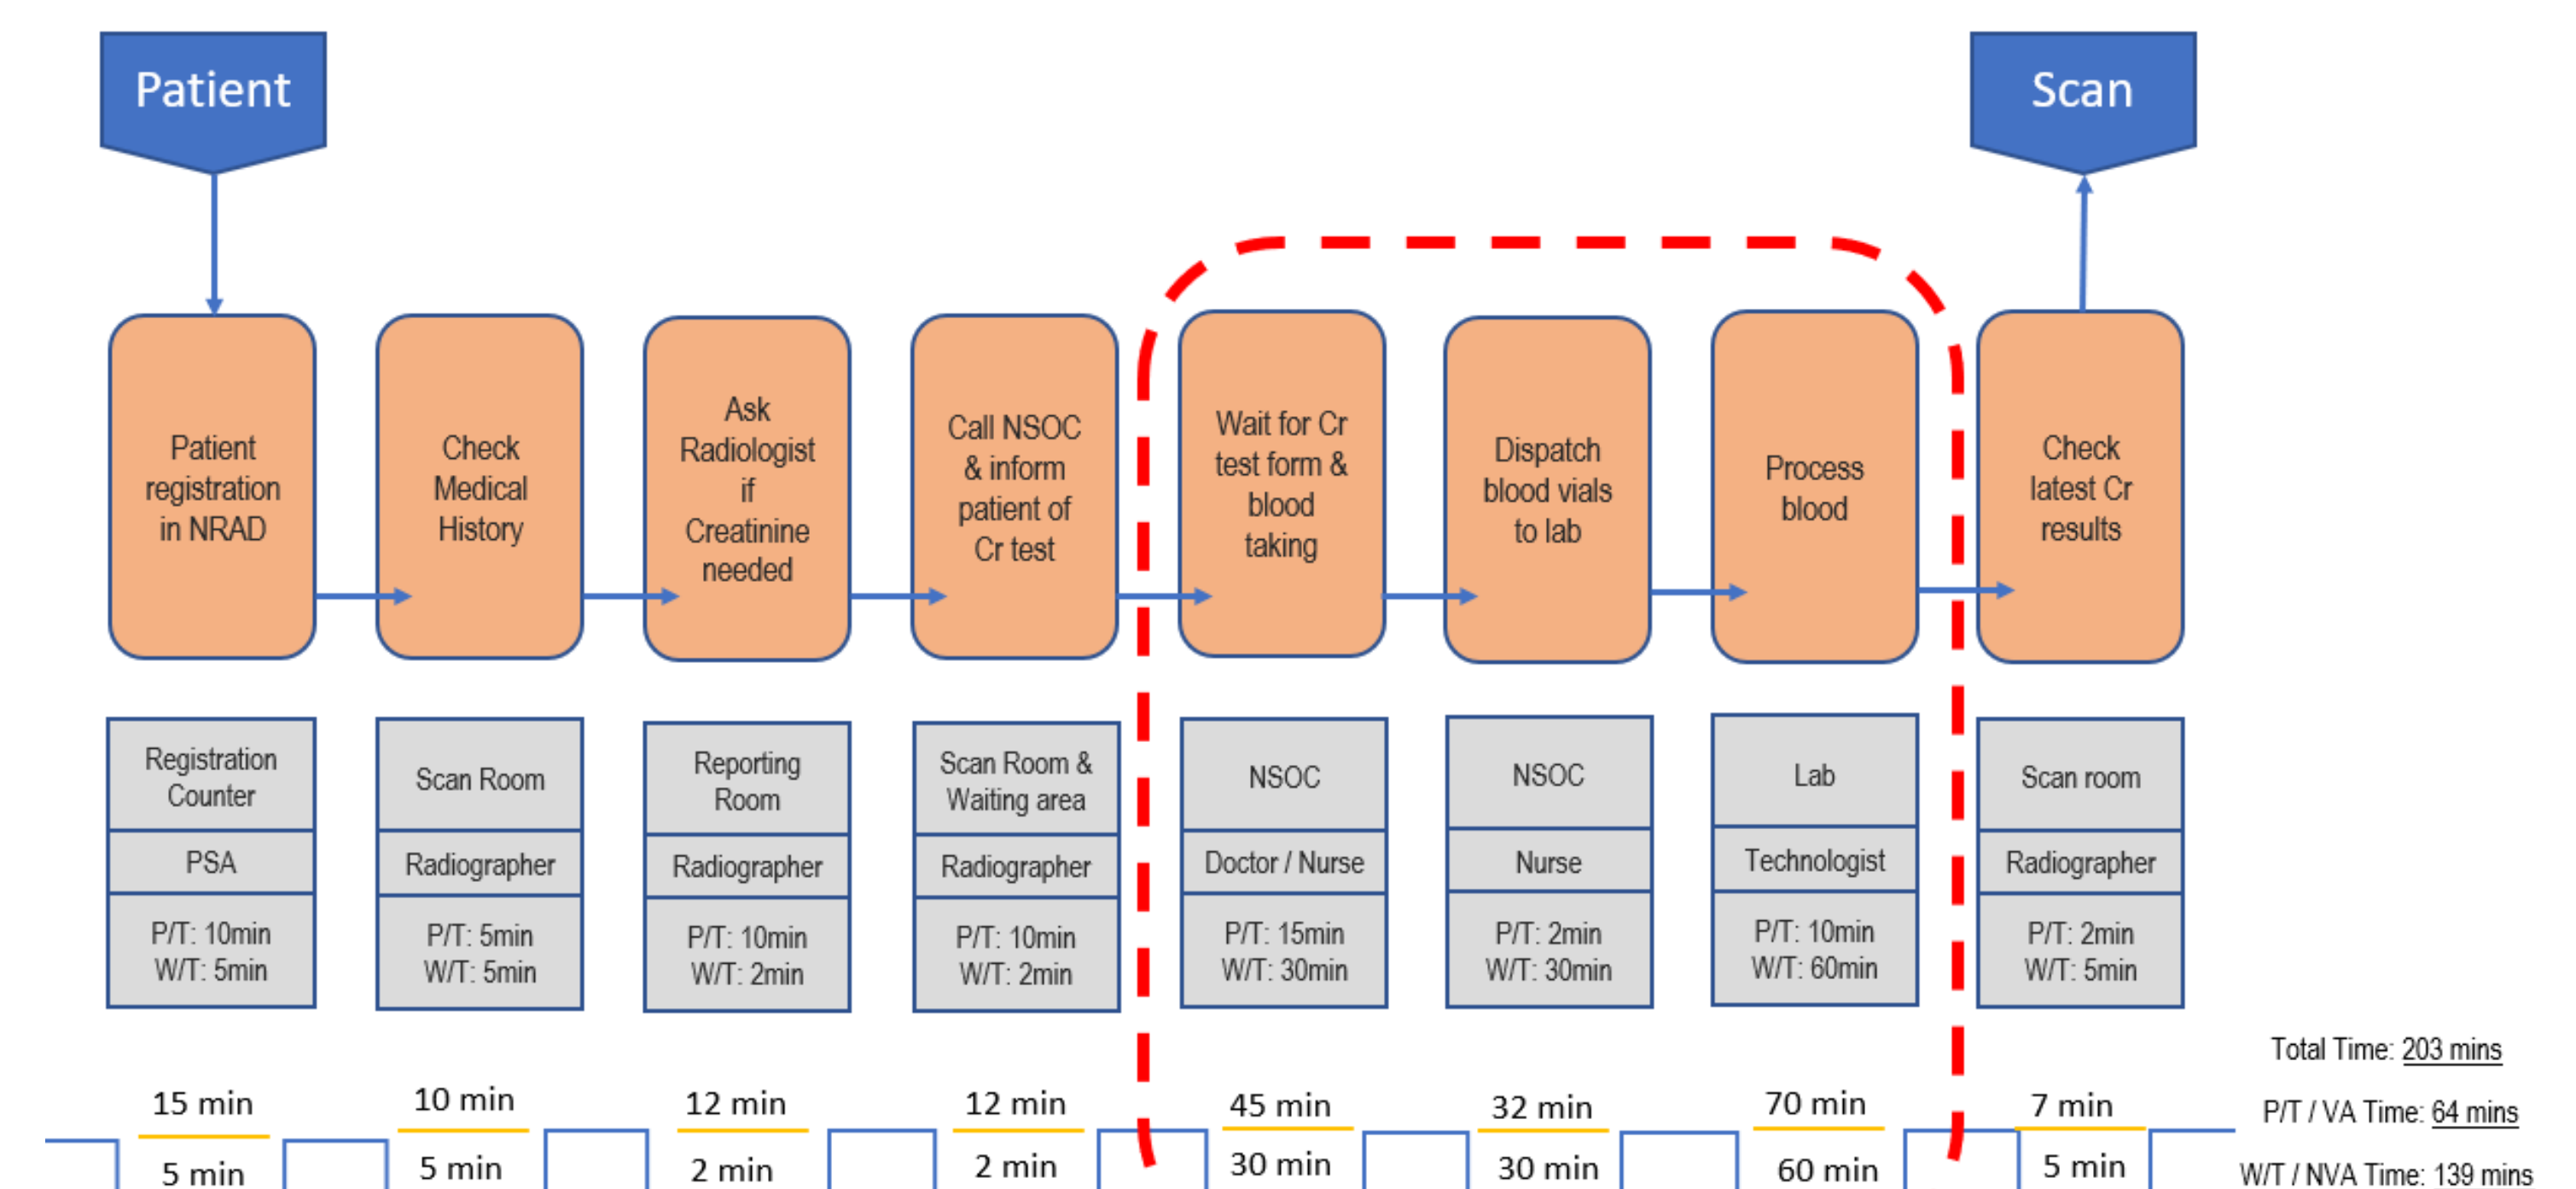 Patient
Scan
Patient
registration
in NRAD
Check
Medical
History
Ask
Radiologist
if
Creatinine
needed
Call NSOC
& inform
patient of
Cr test
Wait for Cr
test form &
blood
taking
Dispatch
blood vials
to lab
Process
blood
Check
latest Cr
results
Registration
Counter
PSA
P/T: 10min
W/T: 5min
Scan Room
Radiographer
P/T: 5min
W/T: 5min
Reporting
Room
Radiographer
P/T: 10min
W/T: 2min
Scan Room &
Waiting area
Radiographer
P/T: 10min
W/T: 2min
NSOC
Doctor / Nurse
P/T: 15min
W/T: 30min
NSOC
Nurse
P/T: 2min
W/T: 30min
Lab
Technologist
P/T: 10min
W/T: 60min
Scan room
Radiographer
P/T: 2min
W/T: 5min
15 min
5 min
10 min
5 min
12 min
2 min
12 min
2 min
45 min
30 min
32 min
30 min
70 min
60 min
7 min
5 min
Total Time: 203 mins
P/T / VA Time: 64 mins
W/T / NVA Time: 139 mins